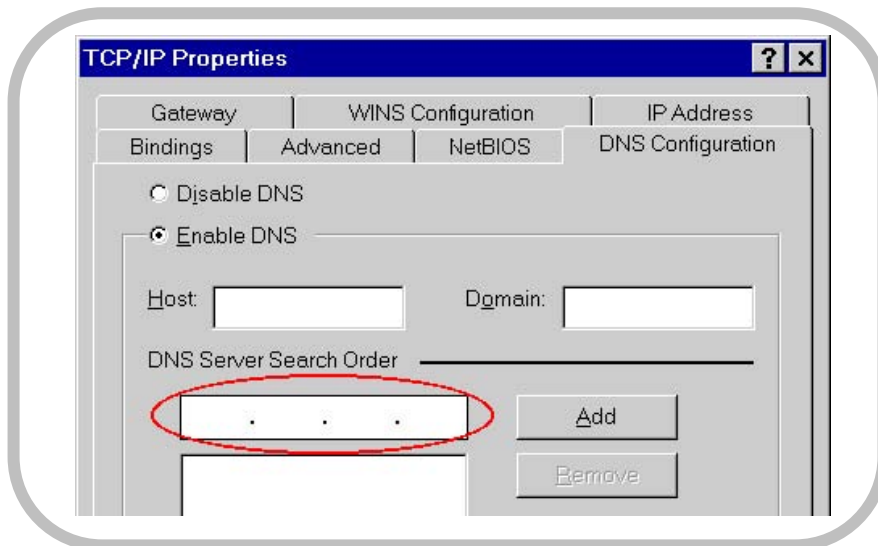 TCP/IP Properties ? ×
Gateway WINS Configuration IP Address
Bindings Advanced NetBIOS DNS Configuration
Disable DNS
Enable DNS
Host: Domain:
DNS Server Search Order
. . . Add
Remove